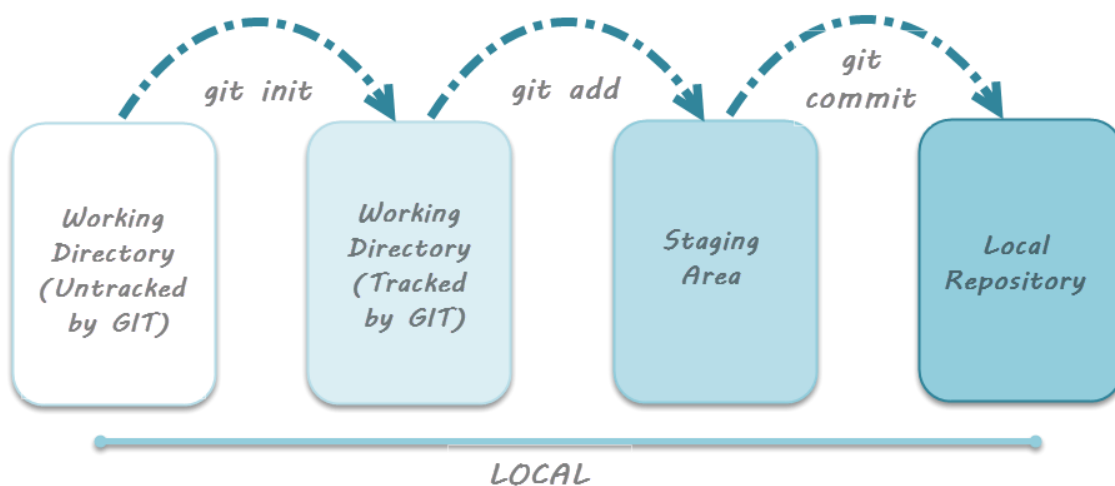 git init
git add
git
commit
Working
Directory
(Untracked
by GIT)
Working
Directory
(Tracked
by GIT)
Staging
Area
Local
Repository
LOCAL